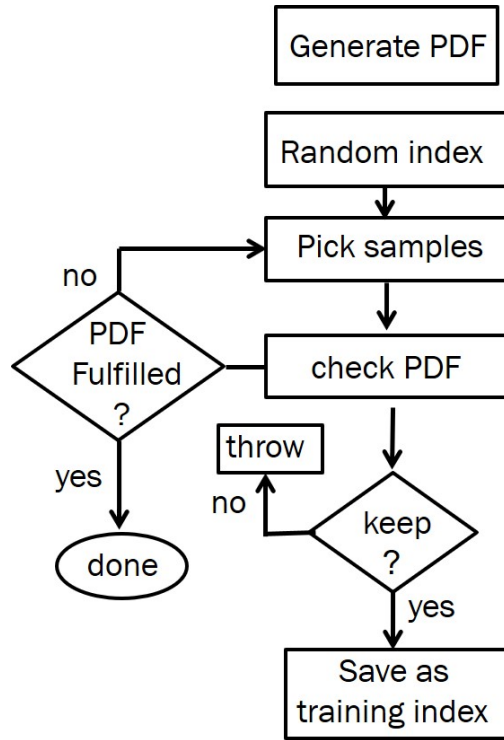 Generate PDF
Random index
Pick samples
no
PDF
Fulfilled
?
check PDF
throw
yes
no
keep
?
done
yes
Save as
training index